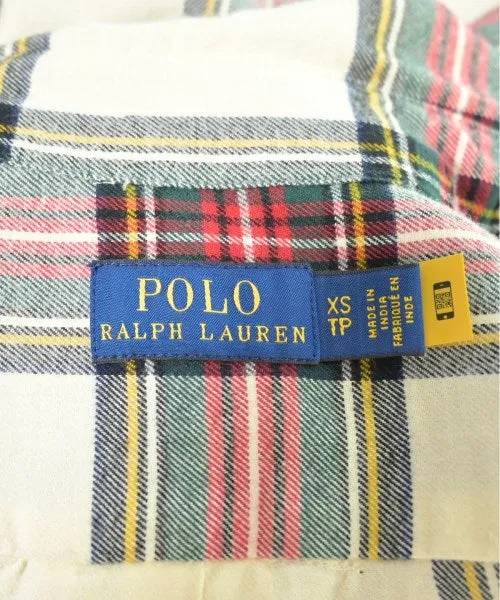 POLO
RALPH LAUREN
XS
TP
MADE IN
INDIA
FABRIQUÉ EN
INDE